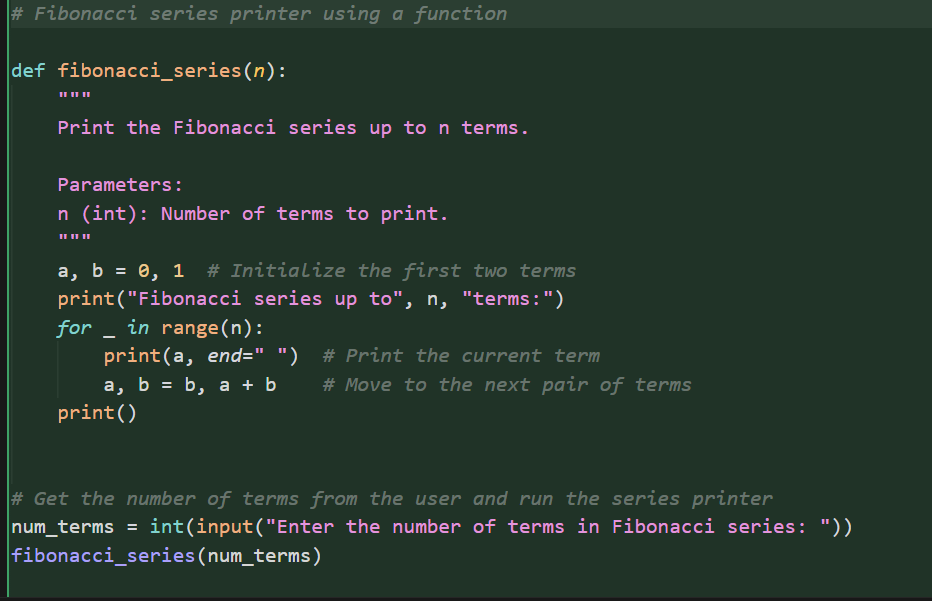 # Fibonacci series printer using a function
def fibonacci_series(n):
    """
    Print the Fibonacci series up to n terms.
    Parameters:
    n (int): Number of terms to print.
    """
    a, b = 0, 1  # Initialize the first two terms
    print("Fibonacci series up to", n, "terms:")
    for _ in range(n):
        print(a, end=" ")  # Print the current term
        a, b = b, a + b    # Move to the next pair of terms
    print()
# Get the number of terms from the user and run the series printer
num_terms = int(input("Enter the number of terms in Fibonacci series: "))
fibonacci_series(num_terms)